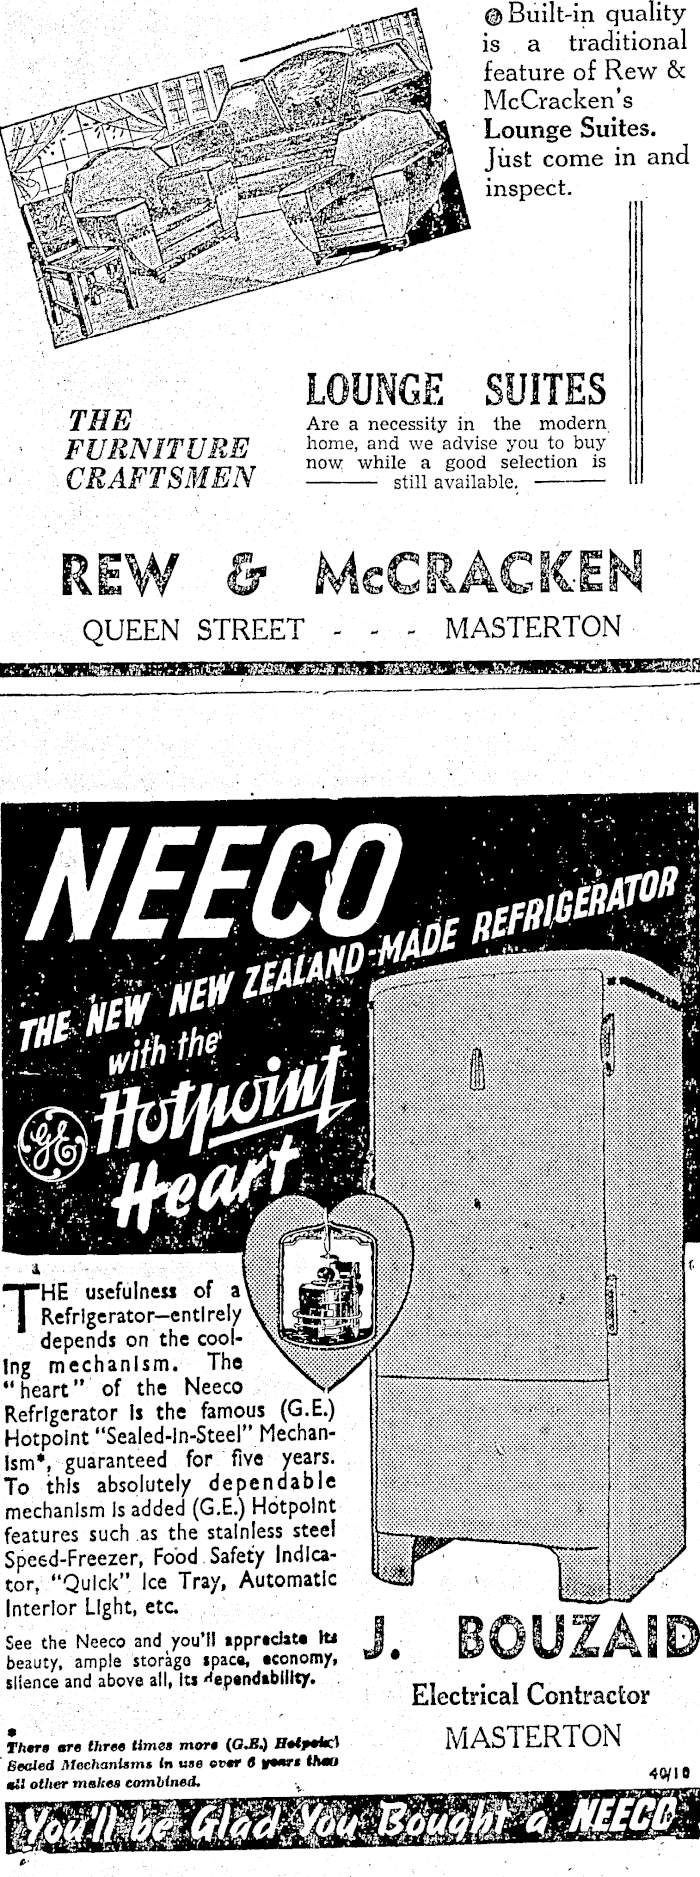 Built-in quality
is a traditional
feature of Rew &
McCracken's
Lounge Suites.
Just come in and
inspect.
THE
FURNITURE
CRAFTSMEN
LOUNGE SUITES
Are a necessity in the modern
home, and we advise you to buy
now while a good selection is
still available.
REW & McCRACKEN
QUEEN STREET - - - MASTERTON
NEECO
THE NEW NEW ZEALAND-MADE REFRIGERATOR
with the
GE Hotpoint
Heart
THE usefulness of a
Refrigerator—entirely
depends on the cool-
ing mechanism. The
"heart" of the Neeco
Refrigerator is the famous (G.E.)
Hotpoint "Sealed-in-Steel" Mechan-
ism*, guaranteed for five years.
To this absolutely dependable
mechanism is added (G.E.) Hotpoint
features such as the stainless steel
Speed-Freezer, Food Safety Indica-
tor, "Quick" Ice Tray, Automatic
Interior Light, etc.
See the Neeco and you'll appreciate its
beauty, ample storage space, economy,
silence and above all, its dependability.
*
There are three times more (G.E.) Hotpoint
Sealed Mechanisms in use over 6 years than
all other makes combined.
J. BOUZAID
Electrical Contractor
MASTERTON
40/10
You'll be Glad You Bought a NEECO